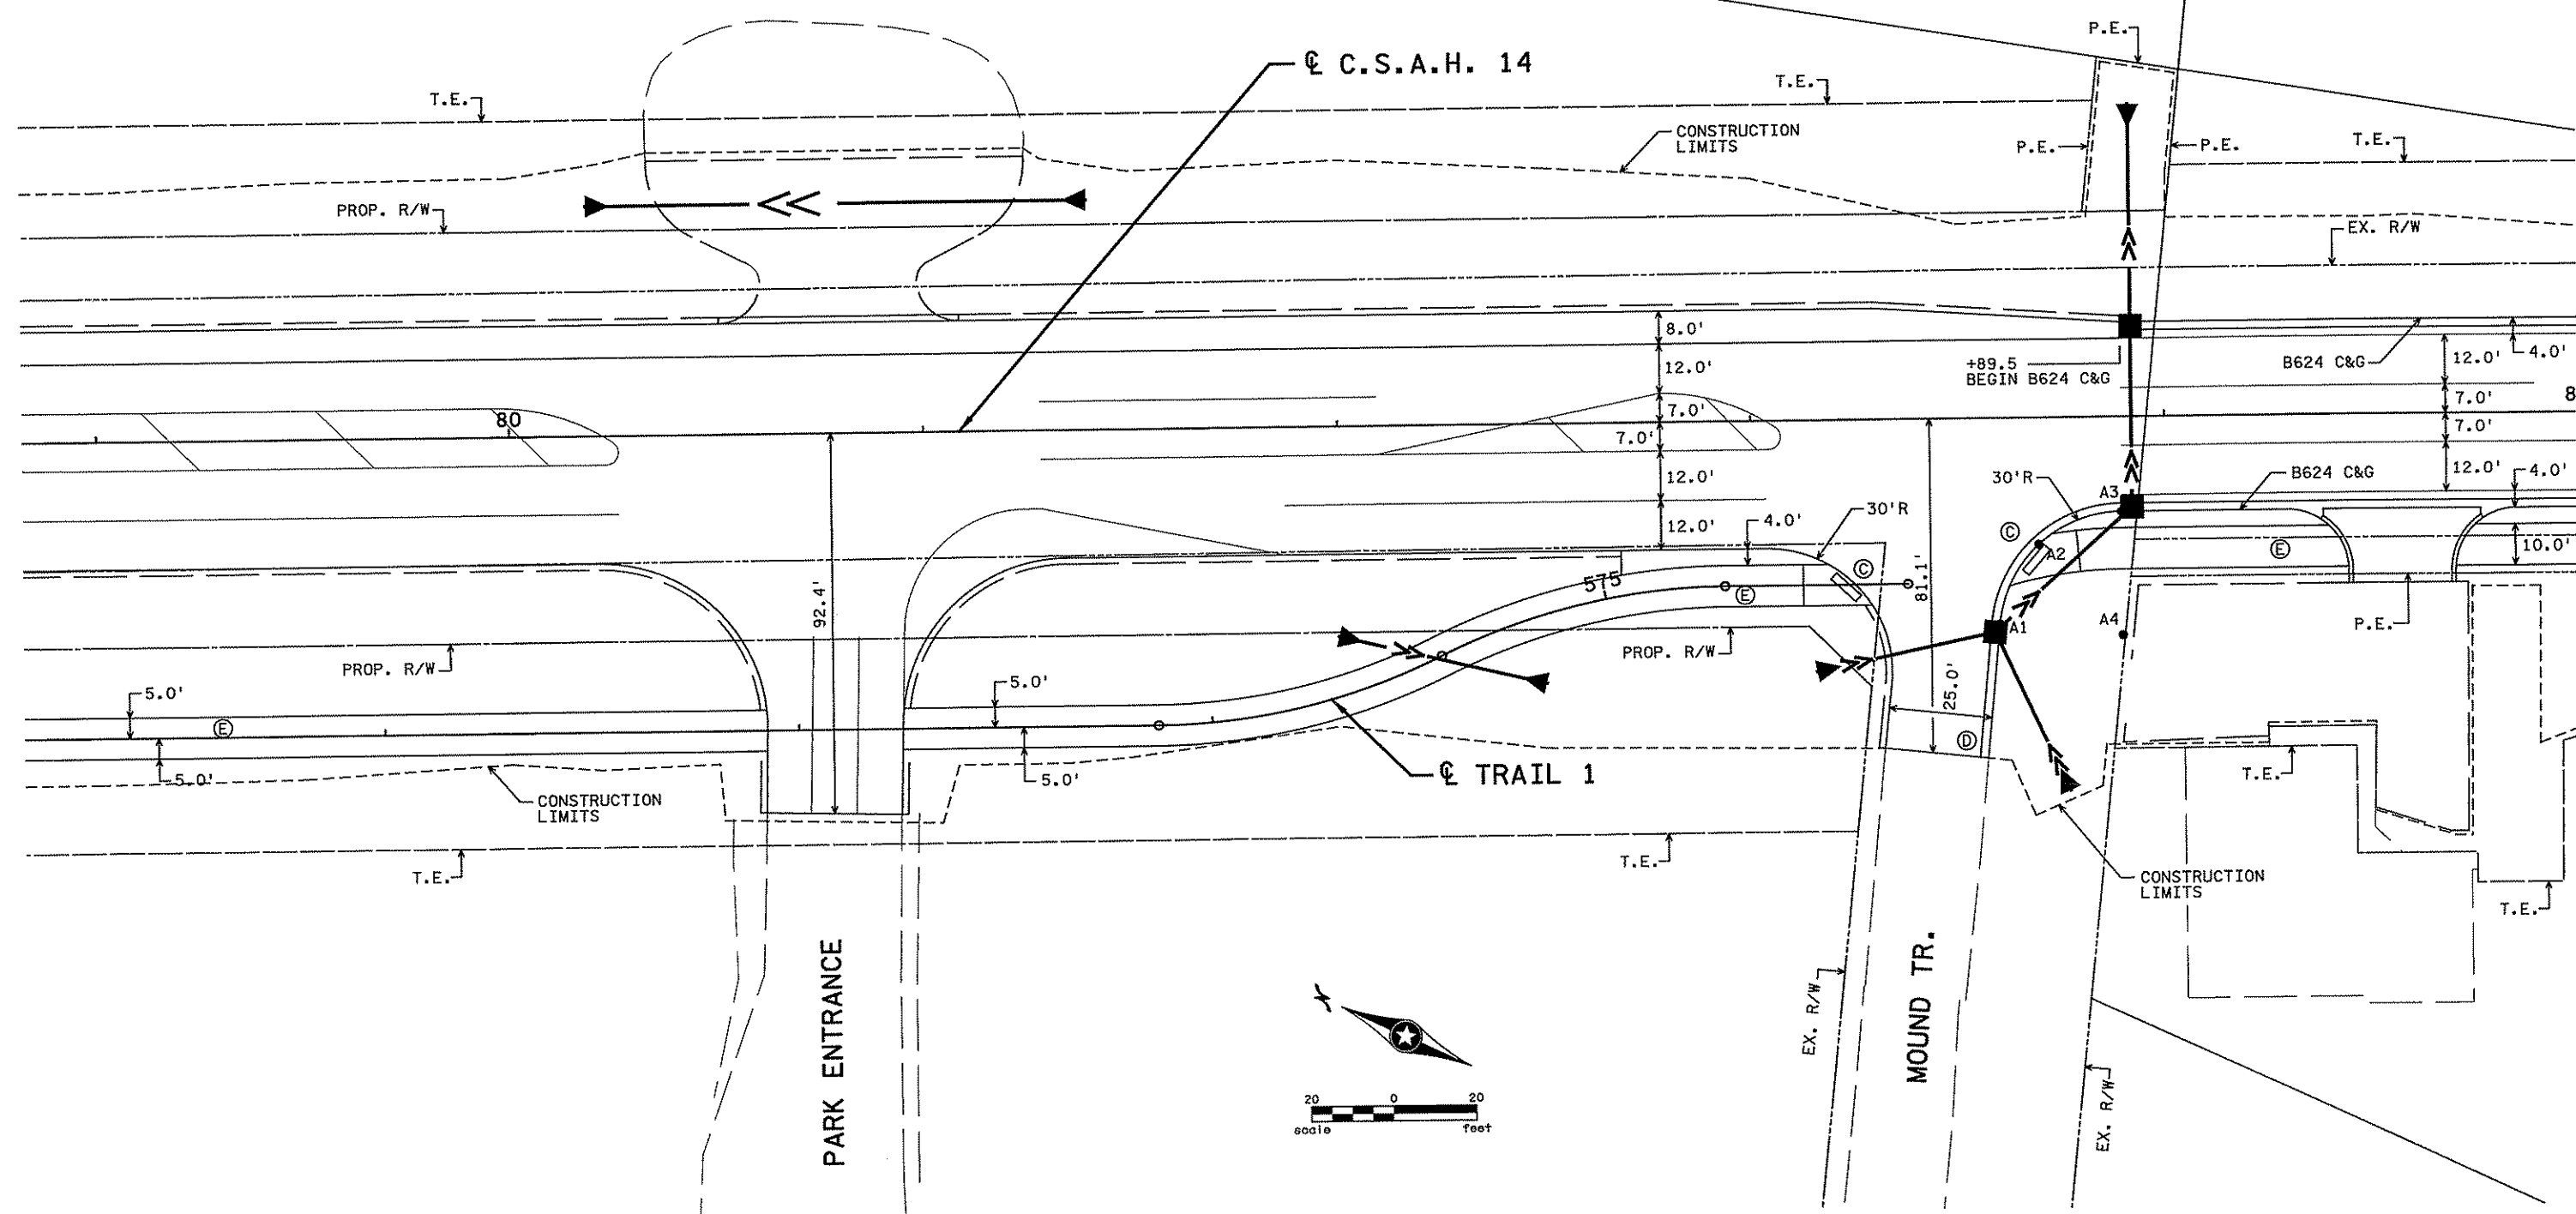 P.E.
℄ C.S.A.H. 14
T.E.
T.E.
CONSTRUCTION
LIMITS
P.E.
P.E.
T.E.
PROP. R/W
EX. R/W
8.0'
12.0'
+89.5
BEGIN B624 C&G
B624 C&G
12.0'
4.0'
80
7.0'
7.0'
8
7.0'
7.0'
12.0'
12.0'
4.0'
30'R
A3
B624 C&G
12.0'
4.0'
30'R
C
A2
E
10.0'
C
575
E
81.1'
92.4'
A1
A4
P.E.
PROP. R/W
PROP. R/W
25.0'
5.0'
5.0'
E
D
5.0'
5.0'
℄ TRAIL 1
T.E.
CONSTRUCTION
LIMITS
T.E.
T.E.
CONSTRUCTION
LIMITS
T.E.
PARK ENTRANCE
MOUND TR.
EX. R/W
EX. R/W
20 0 20
scale feet